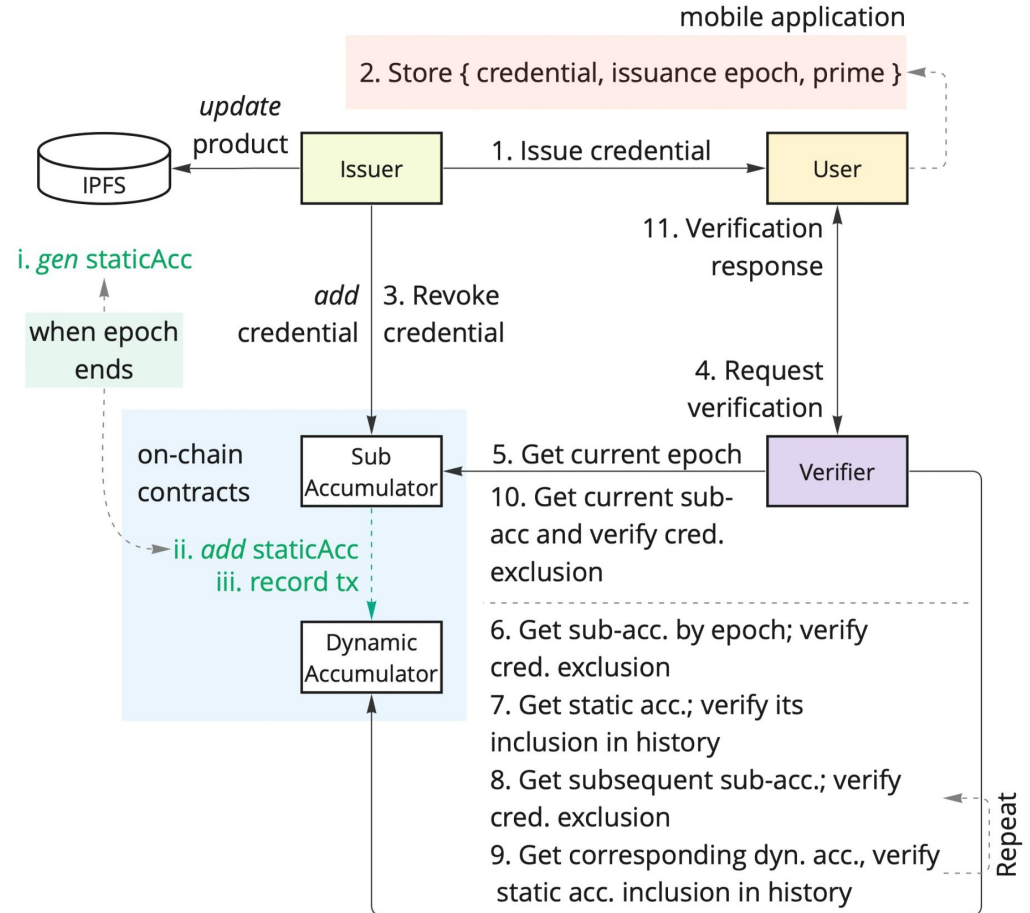 mobile application
2. Store { credential, issuance epoch, prime }
update
product
IPFS
Issuer
1. Issue credential
User
11. Verification
response
i. gen staticAcc
when epoch
ends
add
credential
3. Revoke
credential
4. Request
verification
on-chain
contracts
Sub
Accumulator
5. Get current epoch
Verifier
10. Get current sub-
acc and verify cred.
exclusion
ii. add staticAcc
iii. record tx
Dynamic
Accumulator
6. Get sub-acc. by epoch; verify
cred. exclusion
7. Get static acc.; verify its
inclusion in history
8. Get subsequent sub-acc.; verify
cred. exclusion
9. Get corresponding dyn. acc., verify
static acc. inclusion in history
Repeat